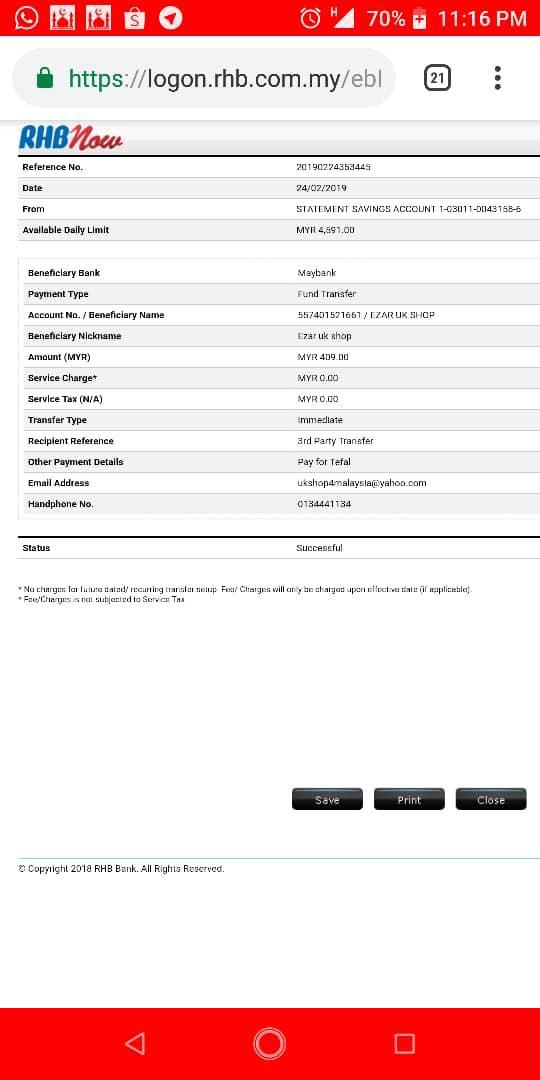 H 70% 11:16 PM
https://logon.rhb.com.my/ebl 21
RHBNow
Reference No. 20190224353445
Date 24/02/2019
From STATEMENT SAVINGS ACCOUNT 1-03011-0043158-6
Available Daily Limit MYR 4,591.00
Beneficiary Bank Maybank
Payment Type Fund Transfer
Account No. / Beneficiary Name 557401521661 / EZAR UK SHOP
Beneficiary Nickname Ezar uk shop
Amount (MYR) MYR 409.00
Service Charge* MYR 0.00
Service Tax (N/A) MYR 0.00
Transfer Type Immediate
Recipient Reference 3rd Party Transfer
Other Payment Details Pay for Tefal
Email Address ukshop4malaysia@yahoo.com
Handphone No. 0134441134
Status Successful
* No charges for future dated/ recurring transfer setup. Fee/ Charges will only be charged upon effective date (if applicable).
* Fee/Charges is not subjected to Service Tax
Save Print Close
© Copyright 2018 RHB Bank. All Rights Reserved.